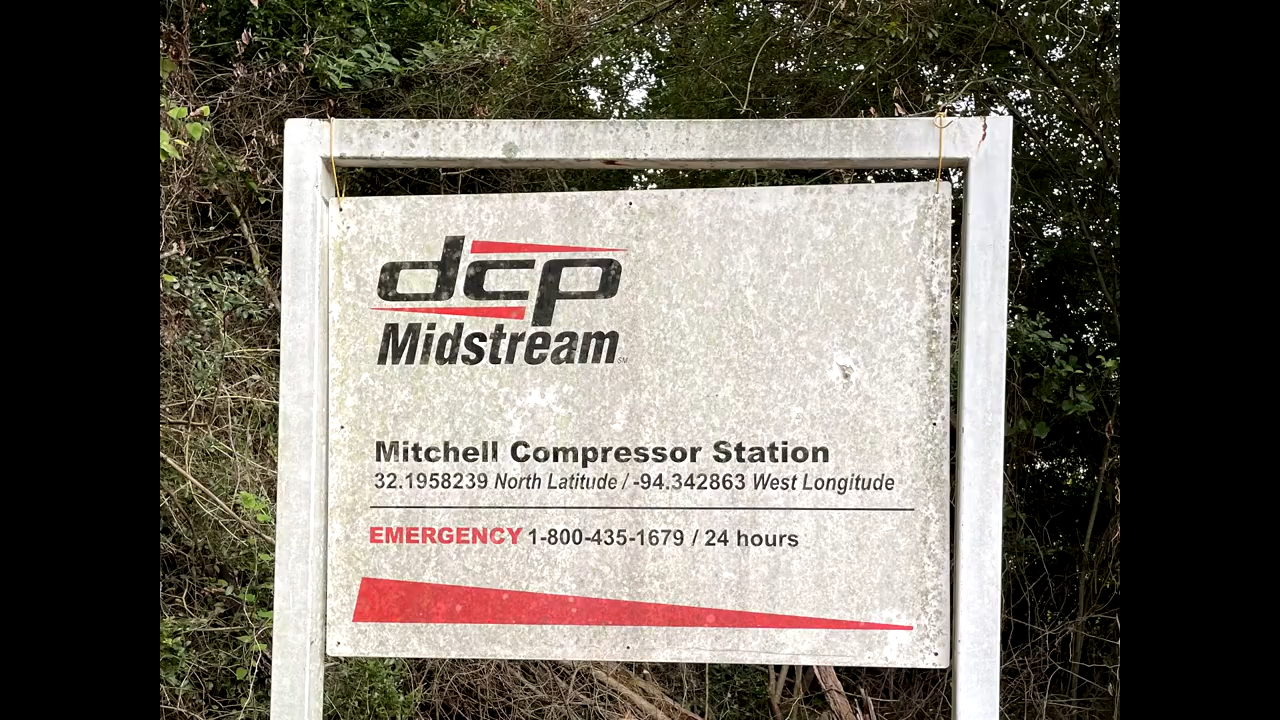 dcp
Midstream SM
Mitchell Compressor Station
32.1958239 North Latitude / -94.342863 West Longitude
EMERGENCY 1-800-435-1679 / 24 hours